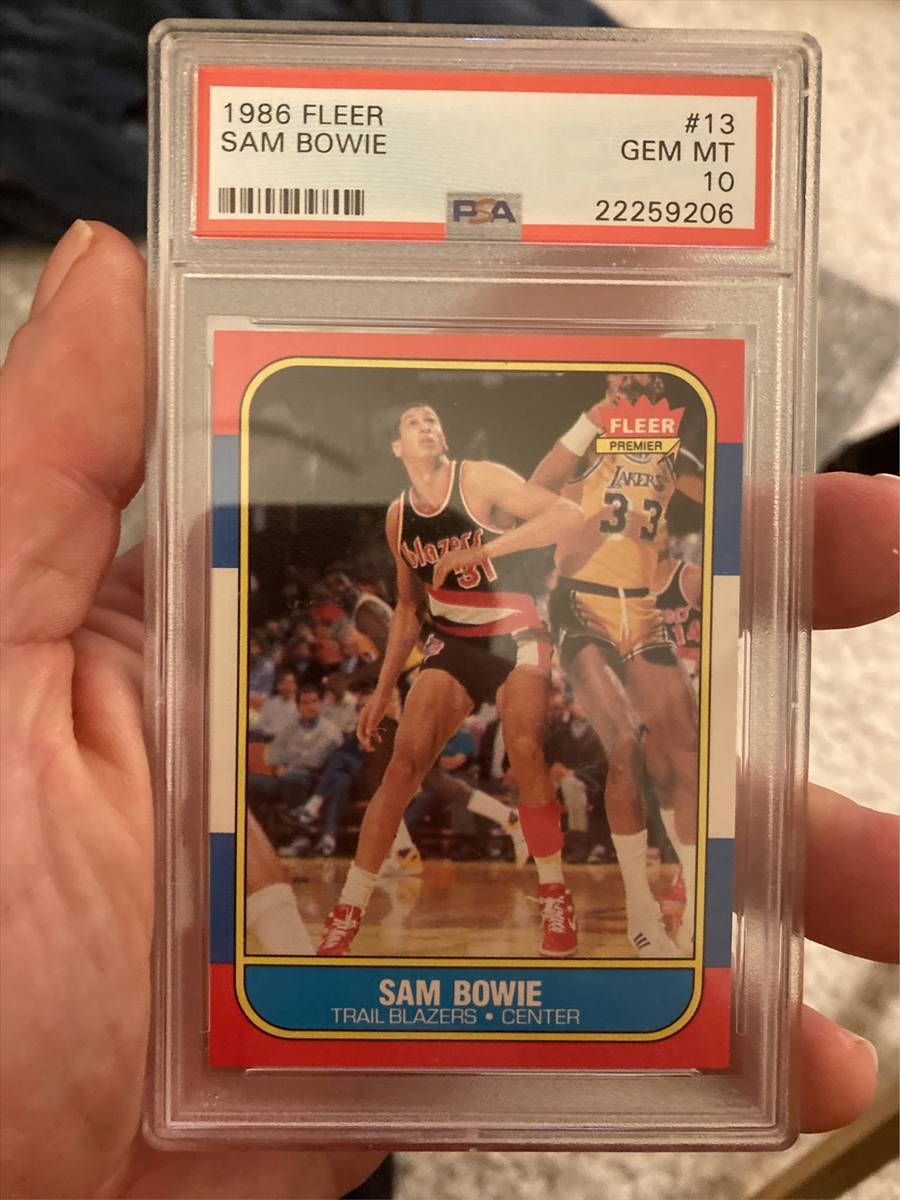 1986 FLEER
SAM BOWIE
#13
GEM MT
10
22259206
PSA
FLEER
PREMIER
LAKERS
33
blazers
31
14
SAM BOWIE
TRAIL BLAZERS • CENTER